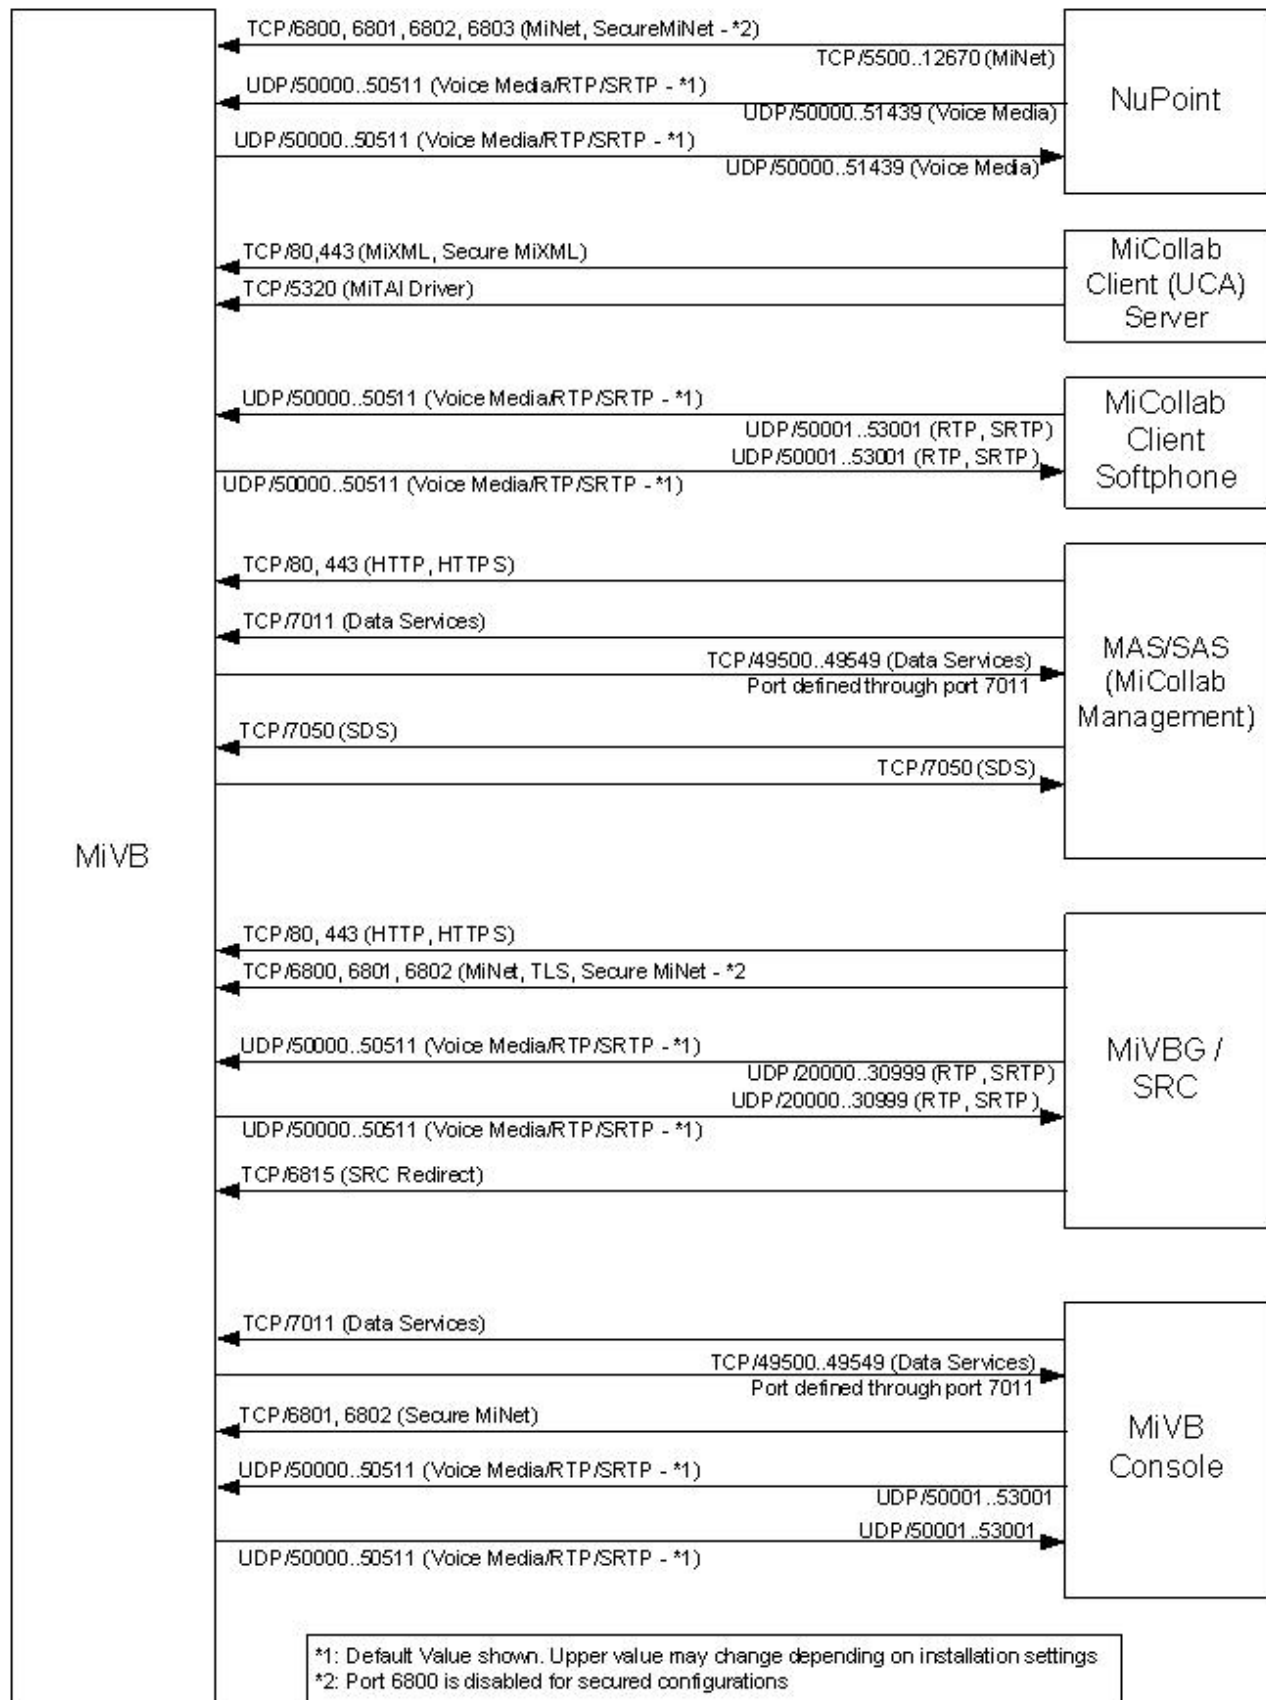 TCP/6800, 6801, 6802, 6803 (MiNet, SecureMiNet - *2)
TCP/5500..12670 (MiNet)
UDP/50000..50511 (Voice Media/RTP/SRTP - *1)
UDP/50000..51439 (Voice Media)
UDP/50000..50511 (Voice Media/RTP/SRTP - *1)
UDP/50000..51439 (Voice Media)
NuPoint
TCP/80,443 (MiXML, Secure MiXML)
TCP/5320 (MiTAI Driver)
MiCollab
Client (UCA)
Server
UDP/50000..50511 (Voice Media/RTP/SRTP - *1)
UDP/50001..53001 (RTP, SRTP)
UDP/50001..53001 (RTP, SRTP)
UDP/50000..50511 (Voice Media/RTP/SRTP - *1)
MiCollab
Client
Softphone
TCP/80, 443 (HTTP, HTTPS)
TCP/7011 (Data Services)
TCP/49500..49549 (Data Services)
Port defined through port 7011
TCP/7050 (SDS)
TCP/7050 (SDS)
MAS/SAS
(MiCollab
Management)
MiVB
TCP/80, 443 (HTTP, HTTPS)
TCP/6800, 6801, 6802 (MiNet, TLS, Secure MiNet - *2
UDP/50000..50511 (Voice Media/RTP/SRTP - *1)
UDP/20000..30999 (RTP, SRTP)
UDP/20000..30999 (RTP, SRTP)
UDP/50000..50511 (Voice Media/RTP/SRTP - *1)
TCP/6815 (SRC Redirect)
MiVBG /
SRC
TCP/7011 (Data Services)
TCP/49500..49549 (Data Services)
Port defined through port 7011
TCP/6801, 6802 (Secure MiNet)
UDP/50000..50511 (Voice Media/RTP/SRTP - *1)
UDP/50001..53001
UDP/50001..53001
UDP/50000..50511 (Voice Media/RTP/SRTP - *1)
MiVB
Console
*1: Default Value shown. Upper value may change depending on installation settings
*2: Port 6800 is disabled for secured configurations